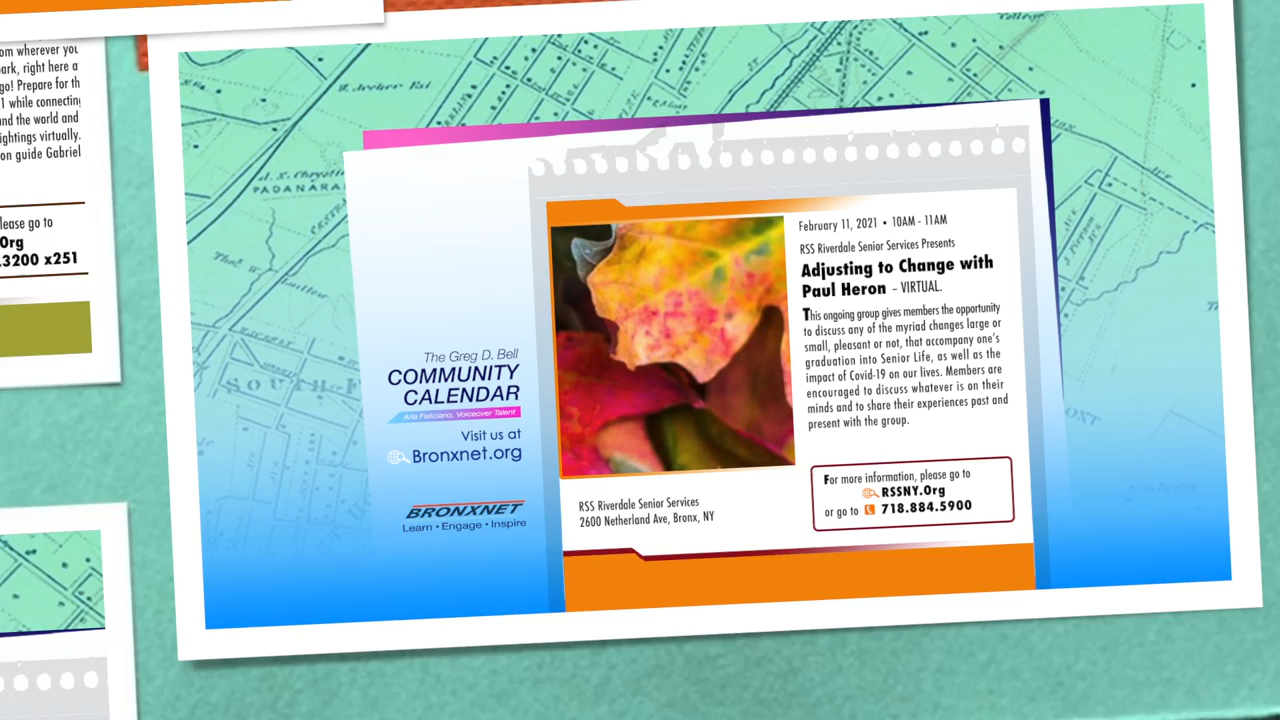 om wherever you
ark, right here a
go! Prepare for th
1 while connecting
nd the world and
ightings virtually.
on guide Gabriel
lease go to
Org
.3200 x251
PADANARA
SOUTH
The Greg D. Bell
COMMUNITY
CALENDAR
Ana Feliciano, Voiceover Talent
Visit us at
Bronxnet.org
BRONXNET
Learn • Engage • Inspire
February 11, 2021 • 10AM - 11AM
RSS Riverdale Senior Services Presents
Adjusting to Change with
Paul Heron – VIRTUAL.
This ongoing group gives members the opportunity
to discuss any of the myriad changes large or
small, pleasant or not, that accompany one's
graduation into Senior Life, as well as the
impact of Covid-19 on our lives. Members are
encouraged to discuss whatever is on their
minds and to share their experiences past and
present with the group.
RSS Riverdale Senior Services
2600 Netherland Ave, Bronx, NY
For more information, please go to
RSSNY.Org
or go to 718.884.5900